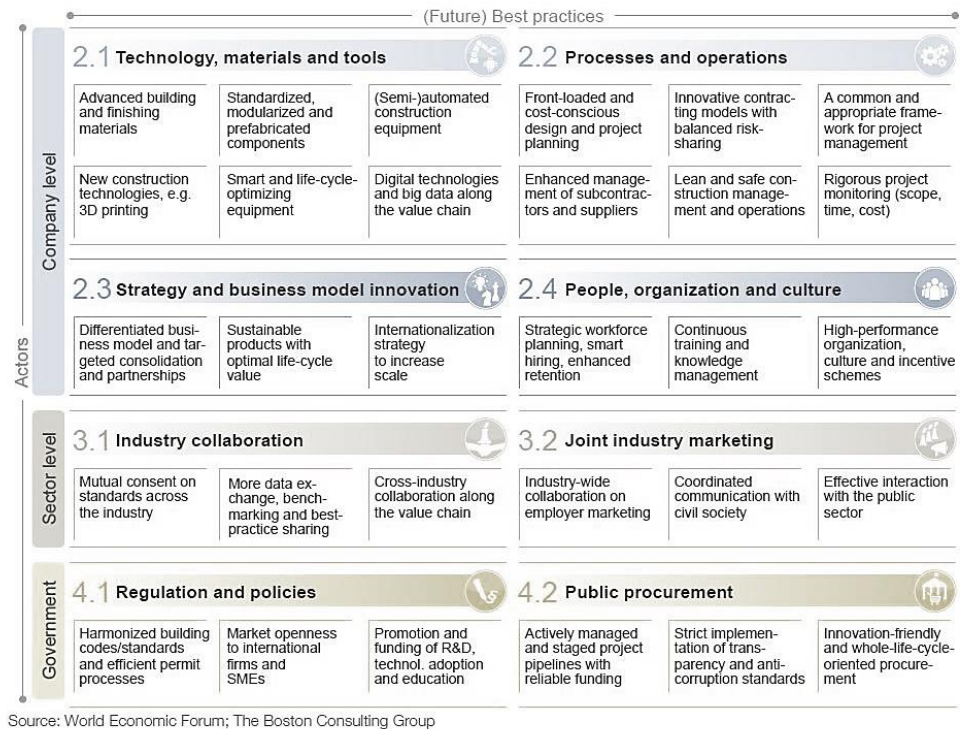 (Future) Best practices
Actors
Company level
2.1 Technology, materials and tools
Advanced building
and finishing
materials
Standardized,
modularized and
prefabricated
components
(Semi-)automated
construction
equipment
New construction
technologies, e.g.
3D printing
Smart and life-cycle-
optimizing
equipment
Digital technologies
and big data along
the value chain
2.2 Processes and operations
Front-loaded and
cost-conscious
design and project
planning
Innovative contrac-
ting models with
balanced risk-
sharing
A common and
appropriate frame-
work for project
management
Enhanced manage-
ment of subcontrac-
tors and suppliers
Lean and safe con-
struction manage-
ment and operations
Rigorous project
monitoring (scope,
time, cost)
2.3 Strategy and business model innovation
Differentiated busi-
ness model and tar-
geted consolidation
and partnerships
Sustainable
products with
optimal life-cycle
value
Internationalization
strategy
to increase
scale
2.4 People, organization and culture
Strategic workforce
planning, smart
hiring, enhanced
retention
Continuous
training and
knowledge
management
High-performance
organization,
culture and incentive
schemes
Sector level
3.1 Industry collaboration
Mutual consent on
standards across
the industry
More data ex-
change, bench-
marking and best-
practice sharing
Cross-industry
collaboration along
the value chain
3.2 Joint industry marketing
Industry-wide
collaboration on
employer marketing
Coordinated
communication with
civil society
Effective interaction
with the public
sector
Government
4.1 Regulation and policies
Harmonized building
codes/standards
and efficient permit
processes
Market openness
to international
firms and
SMEs
Promotion and
funding of R&D,
technol. adoption
and education
4.2 Public procurement
Actively managed
and staged project
pipelines with
reliable funding
Strict implemen-
tation of trans-
parency and anti-
corruption standards
Innovation-friendly
and whole-life-cycle-
oriented procure-
ment
Source: World Economic Forum; The Boston Consulting Group